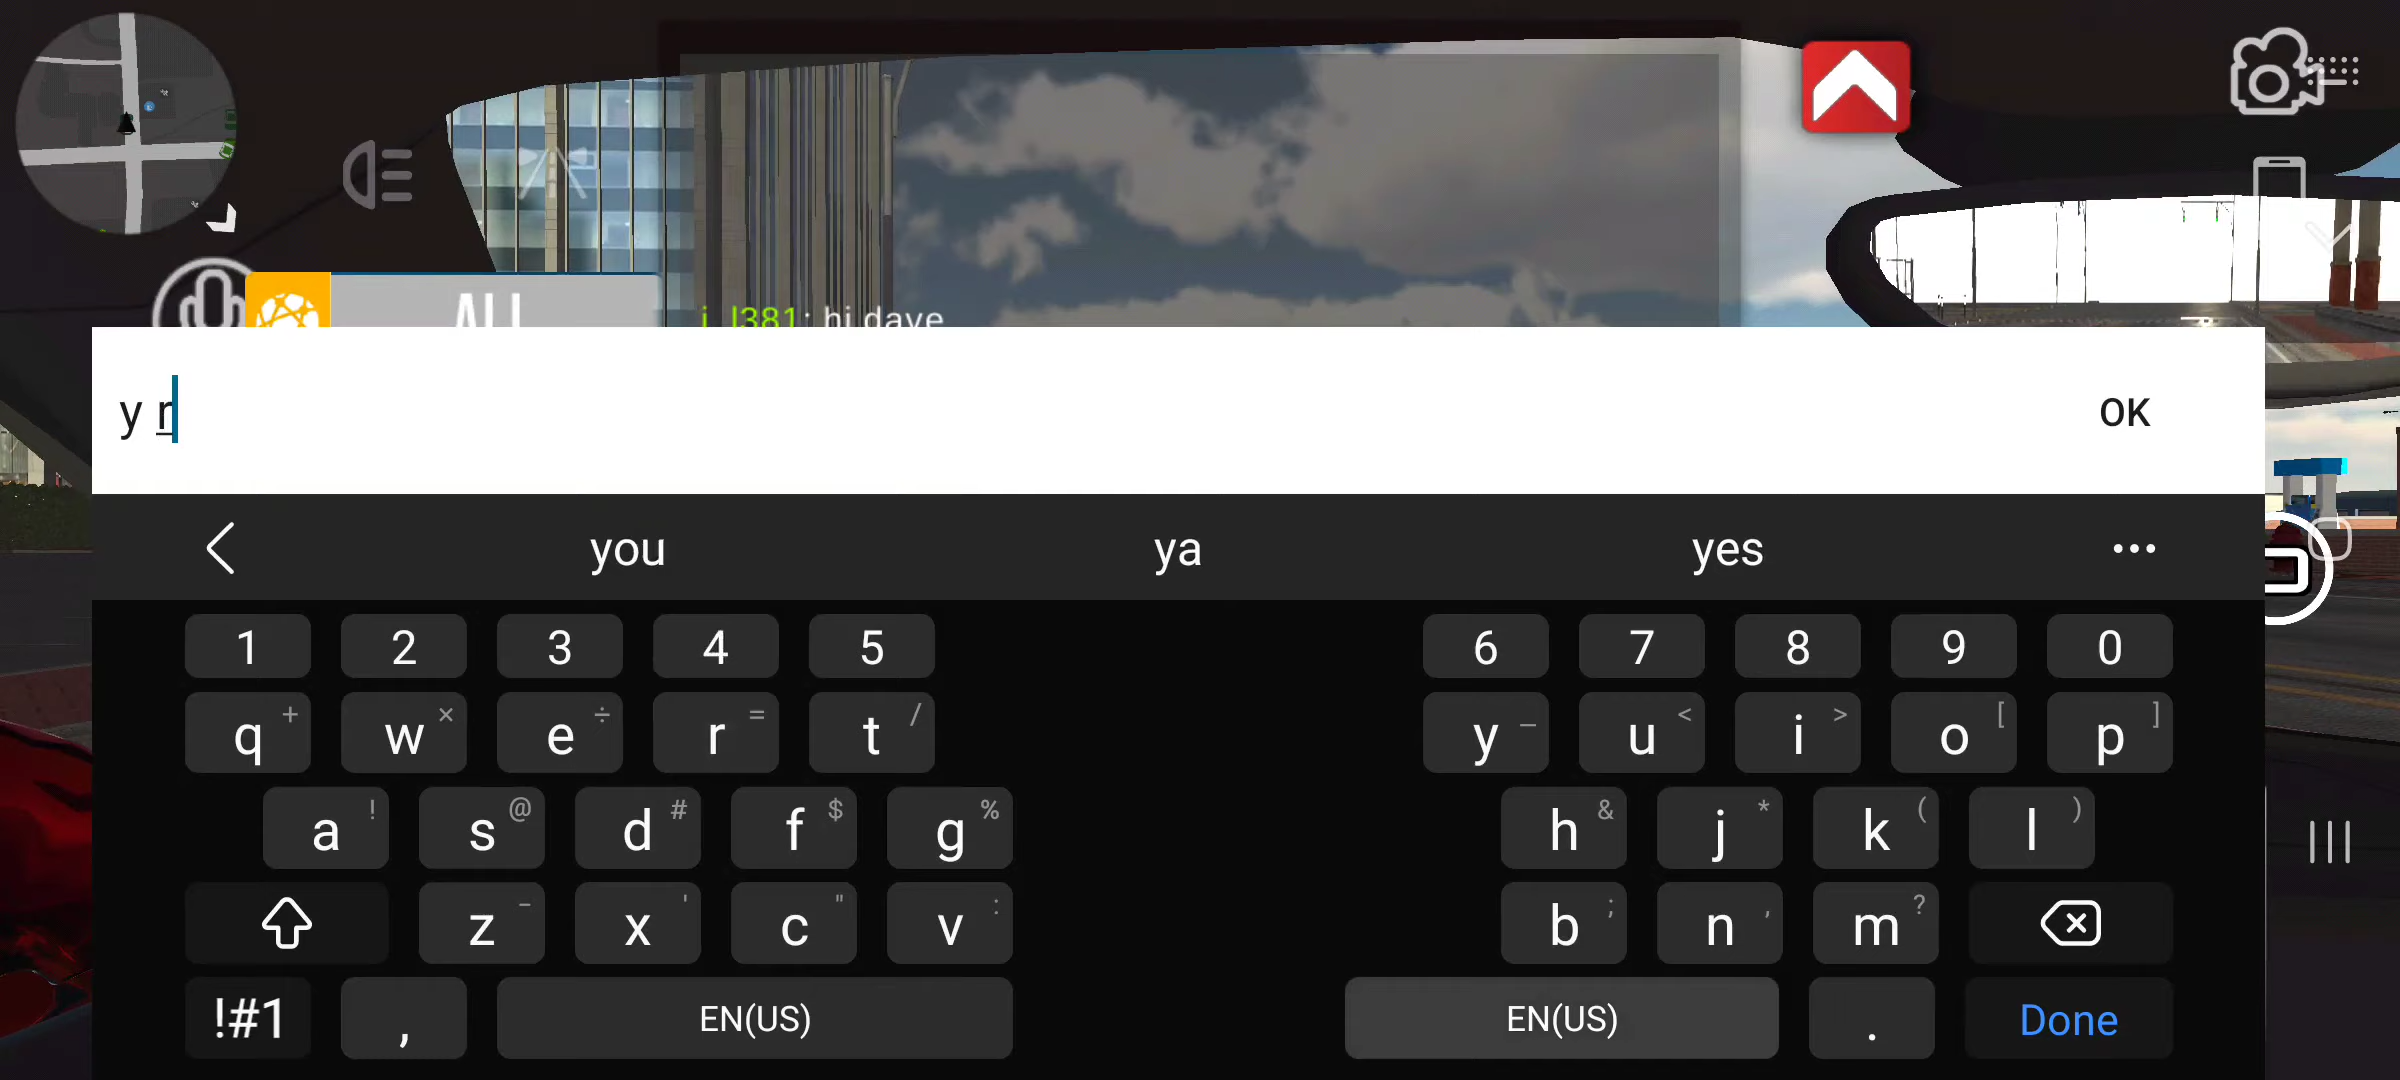 ALL
j_l381: hi dave
y r
OK
you ya yes
1 2 3 4 5 6 7 8 9 0
q + w × e ÷ r = t / y _ u < i > o [ p ]
a ! s @ d # f $ g % h & j * k ( l )
z - x ' c " v : b ; n , m ?
!#1 , EN(US) EN(US) . Done